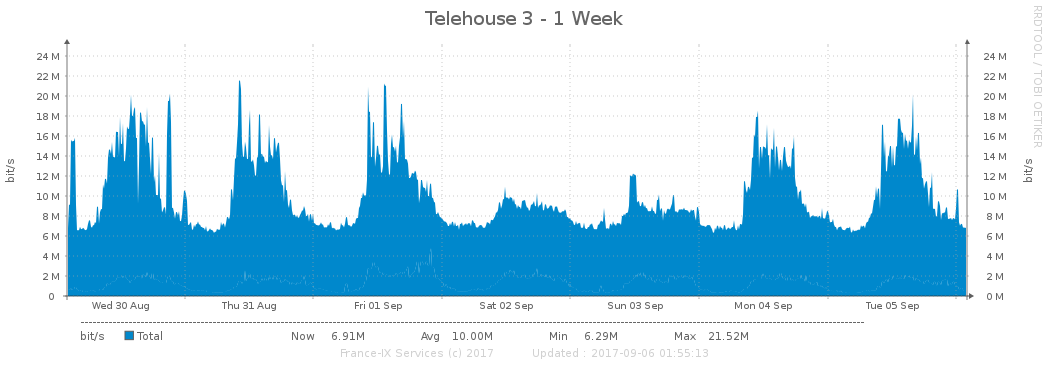 Telehouse 3 - 1 Week
RRDTOOL / TOBI OETIKER
bit/s
24 M 24 M
22 M 22 M
20 M 20 M
18 M 18 M
16 M 16 M
14 M 14 M
12 M 12 M
10 M 10 M
8 M 8 M
6 M 6 M
4 M 4 M
2 M 2 M
0 0 M
bit/s
Wed 30 Aug Thu 31 Aug Fri 01 Sep Sat 02 Sep Sun 03 Sep Mon 04 Sep Tue 05 Sep
bit/s Total Now 6.91M Avg 10.00M Min 6.29M Max 21.52M
France-IX Services (c) 2017 Updated : 2017-09-06 01:55:13